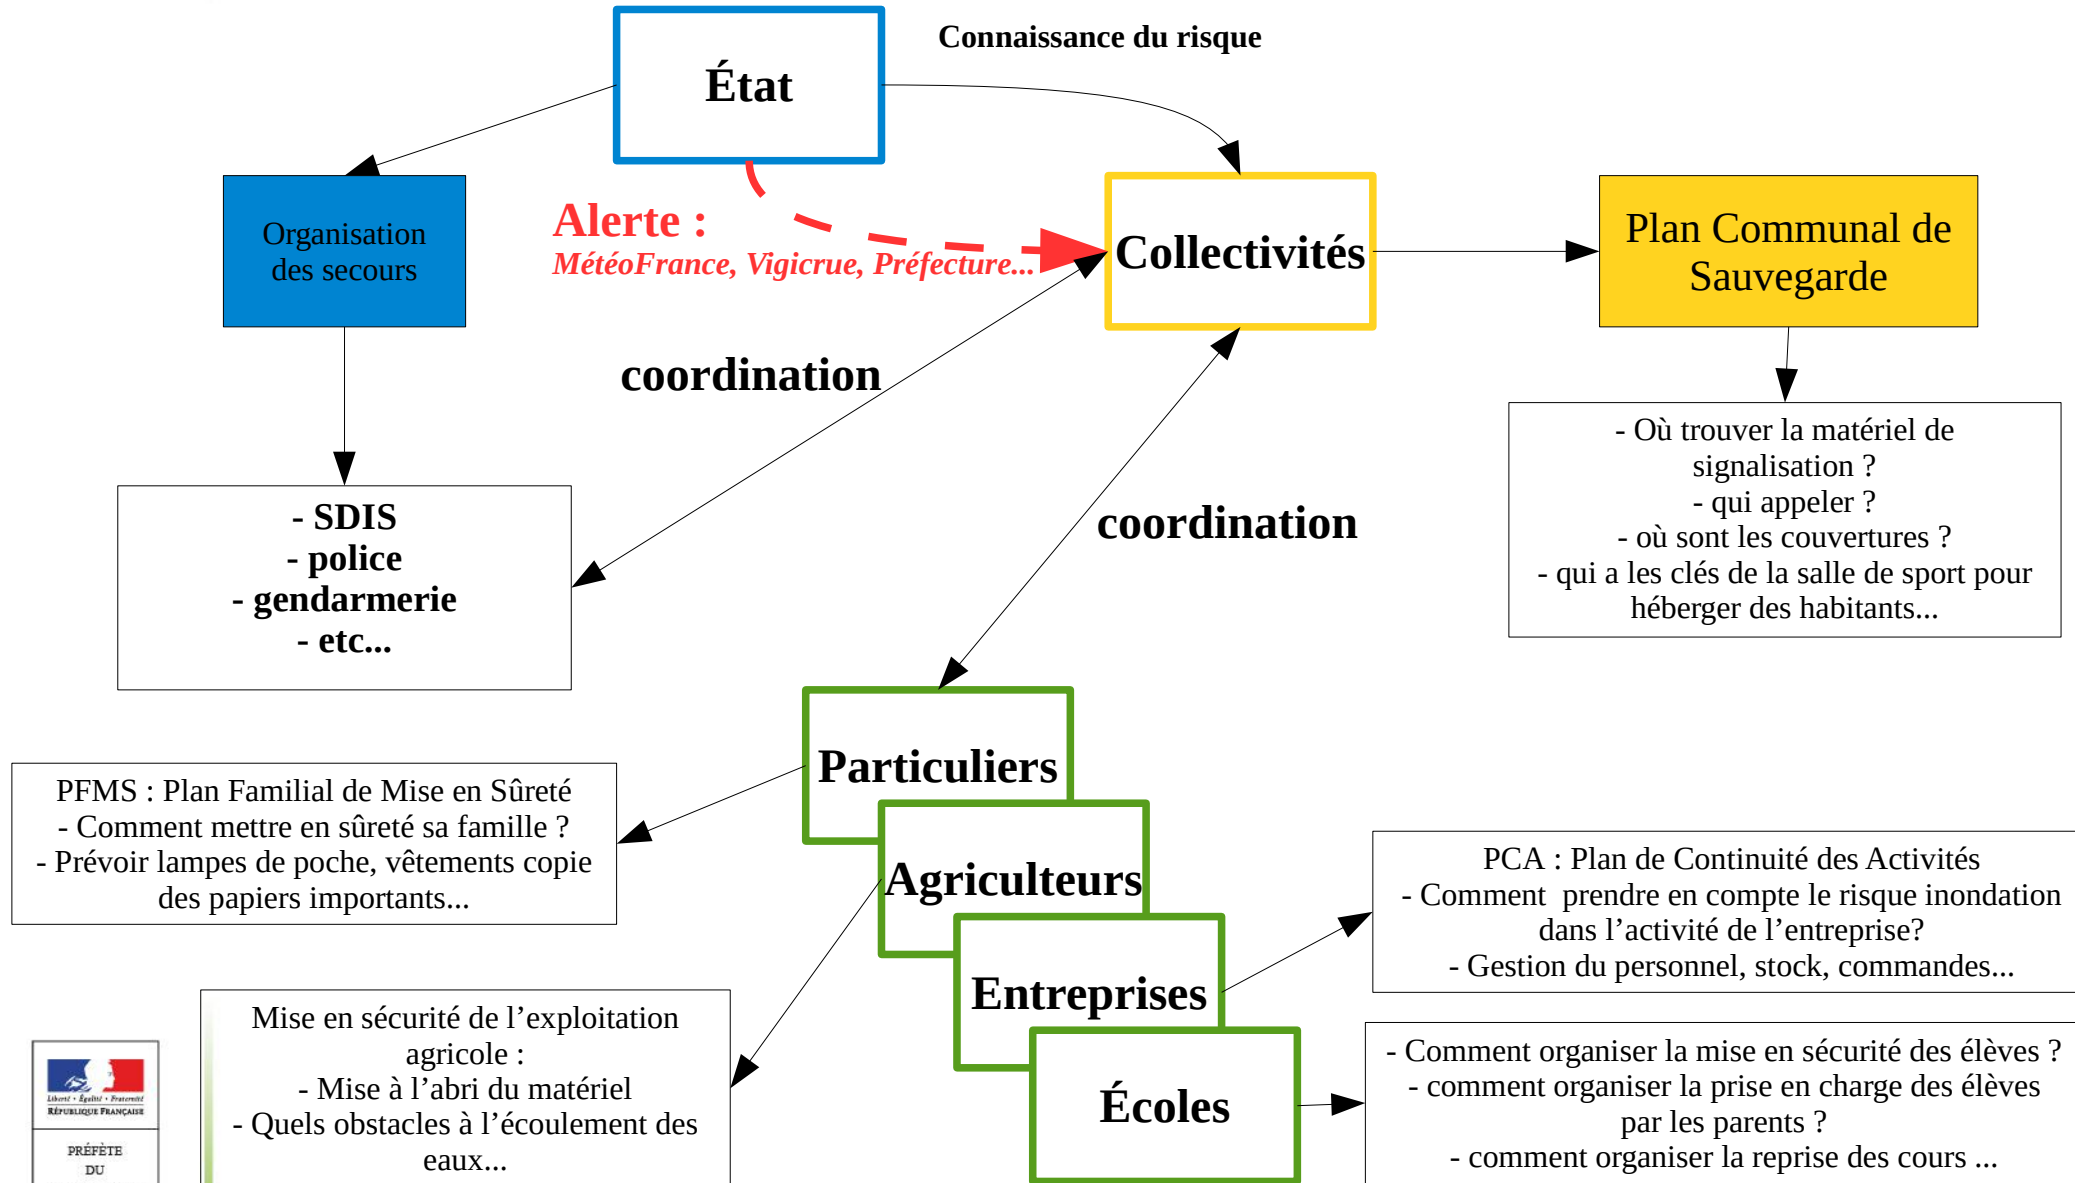 Connaissance du risque
État
Organisation
des secours
Alerte :
MétéoFrance, Vigicrue, Préfecture...
Collectivités
Plan Communal de
Sauvegarde
coordination
- Où trouver la matériel de
signalisation ?
- qui appeler ?
- où sont les couvertures ?
- qui a les clés de la salle de sport pour
héberger des habitants...
- SDIS
- police
- gendarmerie
- etc...
coordination
Particuliers
PFMS : Plan Familial de Mise en Sûreté
- Comment mettre en sûreté sa famille ?
- Prévoir lampes de poche, vêtements copie
des papiers importants...
Agriculteurs
PCA : Plan de Continuité des Activités
- Comment  prendre en compte le risque inondation
dans l’activité de l’entreprise?
- Gestion du personnel, stock, commandes...
Entreprises
Mise en sécurité de l’exploitation
agricole :
- Mise à l’abri du matériel
- Quels obstacles à l’écoulement des
eaux...
Écoles
- Comment organiser la mise en sécurité des élèves ?
- comment organiser la prise en charge des élèves
par les parents ?
- comment organiser la reprise des cours ...
Liberté • Égalité • Fraternité
RÉPUBLIQUE FRANÇAISE
PRÉFÈTE
DU